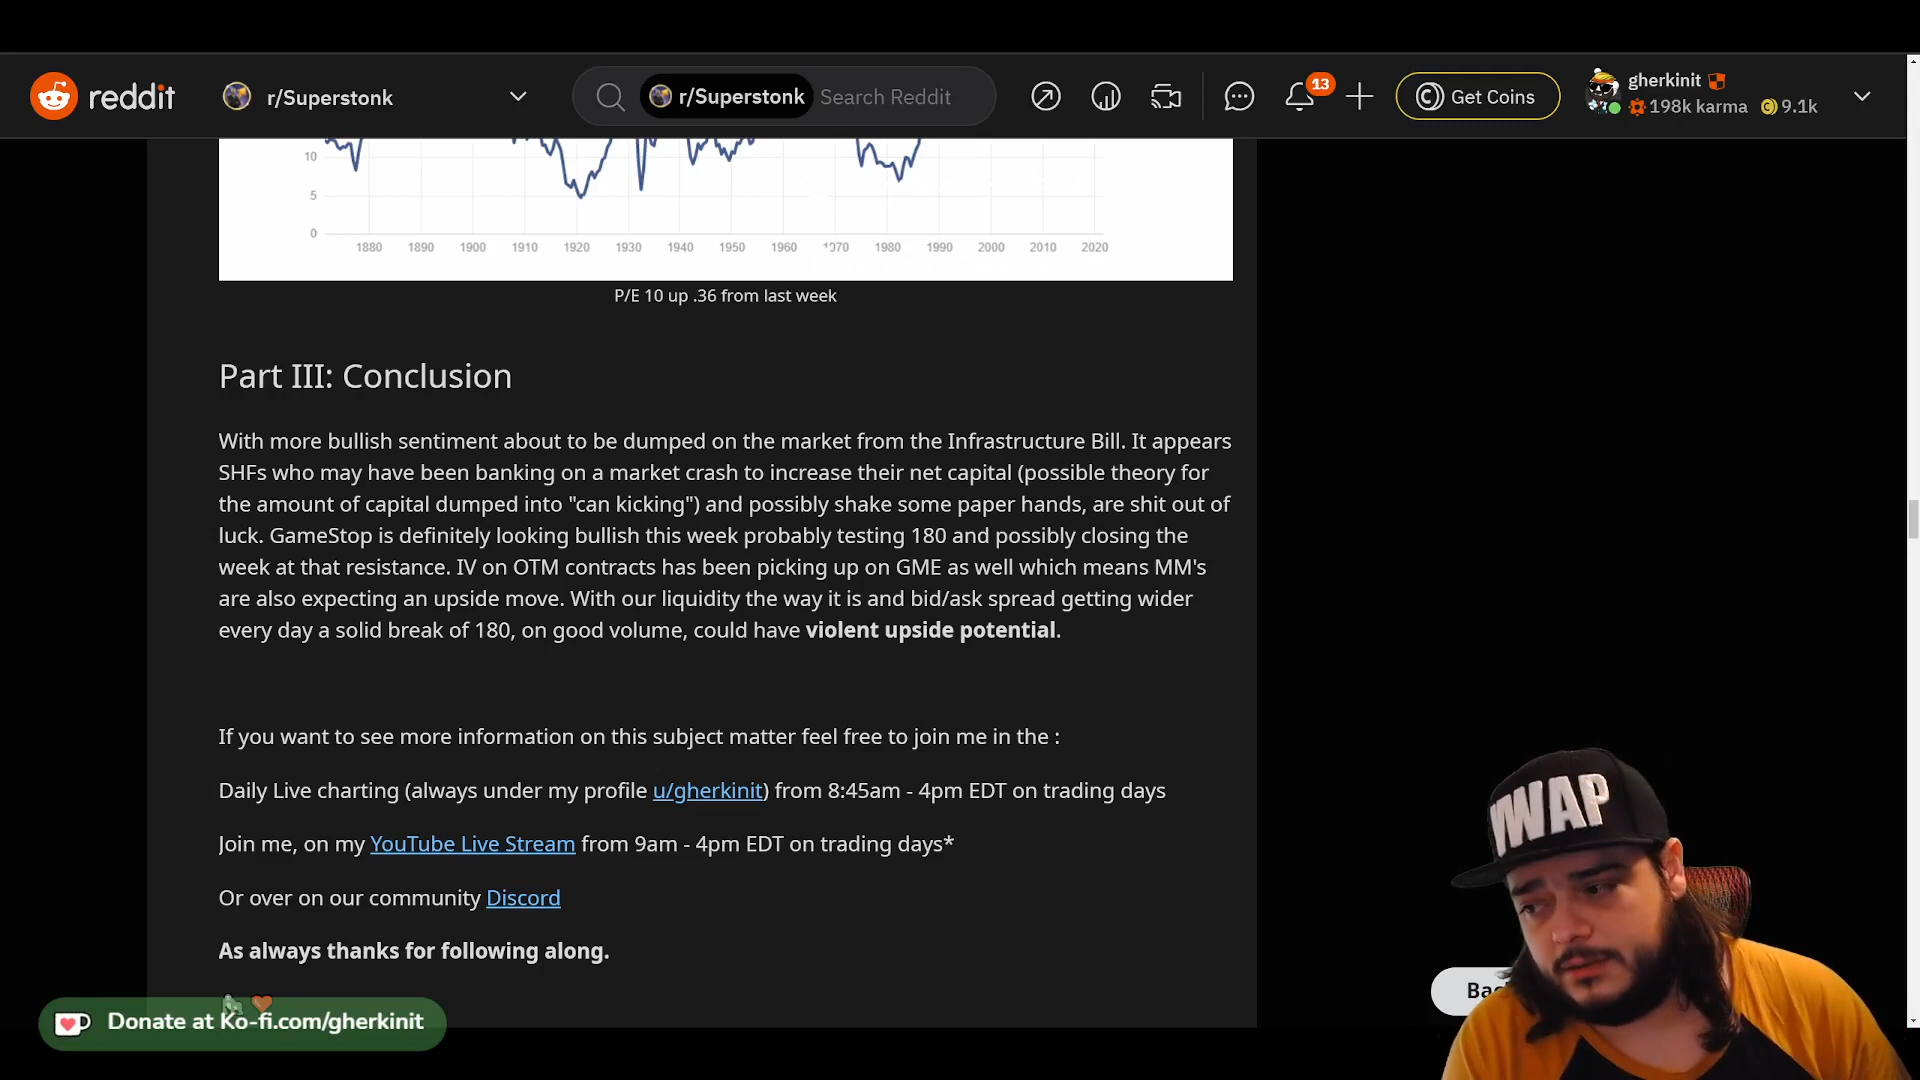 reddit
r/Superstonk
r/Superstonk
Search Reddit
13
Get Coins
gherkinit
198k karma
9.1k
10
5
0
1880 1890 1900 1910 1920 1930 1940 1950 1960 1970 1980 1990 2000 2010 2020
P/E 10 up .36 from last week
Part III: Conclusion
With more bullish sentiment about to be dumped on the market from the Infrastructure Bill. It appears
SHFs who may have been banking on a market crash to increase their net capital (possible theory for
the amount of capital dumped into "can kicking") and possibly shake some paper hands, are shit out of
luck. GameStop is definitely looking bullish this week probably testing 180 and possibly closing the
week at that resistance. IV on OTM contracts has been picking up on GME as well which means MM's
are also expecting an upside move. With our liquidity the way it is and bid/ask spread getting wider
every day a solid break of 180, on good volume, could have violent upside potential.
If you want to see more information on this subject matter feel free to join me in the :
Daily Live charting (always under my profile u/gherkinit) from 8:45am - 4pm EDT on trading days
Join me, on my YouTube Live Stream from 9am - 4pm EDT on trading days*
Or over on our community Discord
As always thanks for following along.
Donate at Ko-fi.com/gherkinit
VWAP